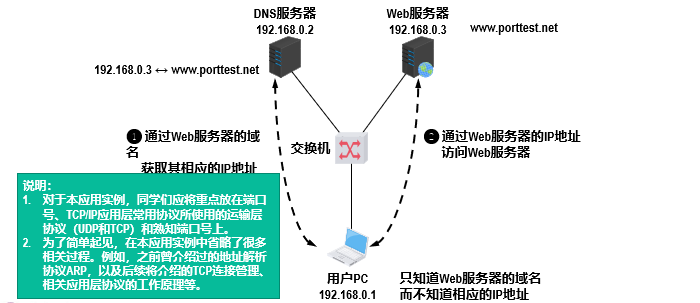 DNS服务器
192.168.0.2
Web服务器
192.168.0.3
www.porttest.net
192.168.0.3 ↔ www.porttest.net
❶ 通过Web服务器的域
名
获取其相应的IP地址
交换机
❷ 通过Web服务器的IP地址
访问Web服务器
说明:
1. 对于本应用实例，同学们应将重点放在端口
号、TCP/IP应用层常用协议所使用的运输层
协议（UDP和TCP）和熟知端口号上。
2. 为了简单起见，在本应用实例中省略了很多
相关过程。例如，之前曾介绍过的地址解析
协议ARP，以及后续将介绍的TCP连接管理、
相关应用层协议的工作原理等。
用户PC
192.168.0.1
只知道Web服务器的域名
而不知道相应的IP地址